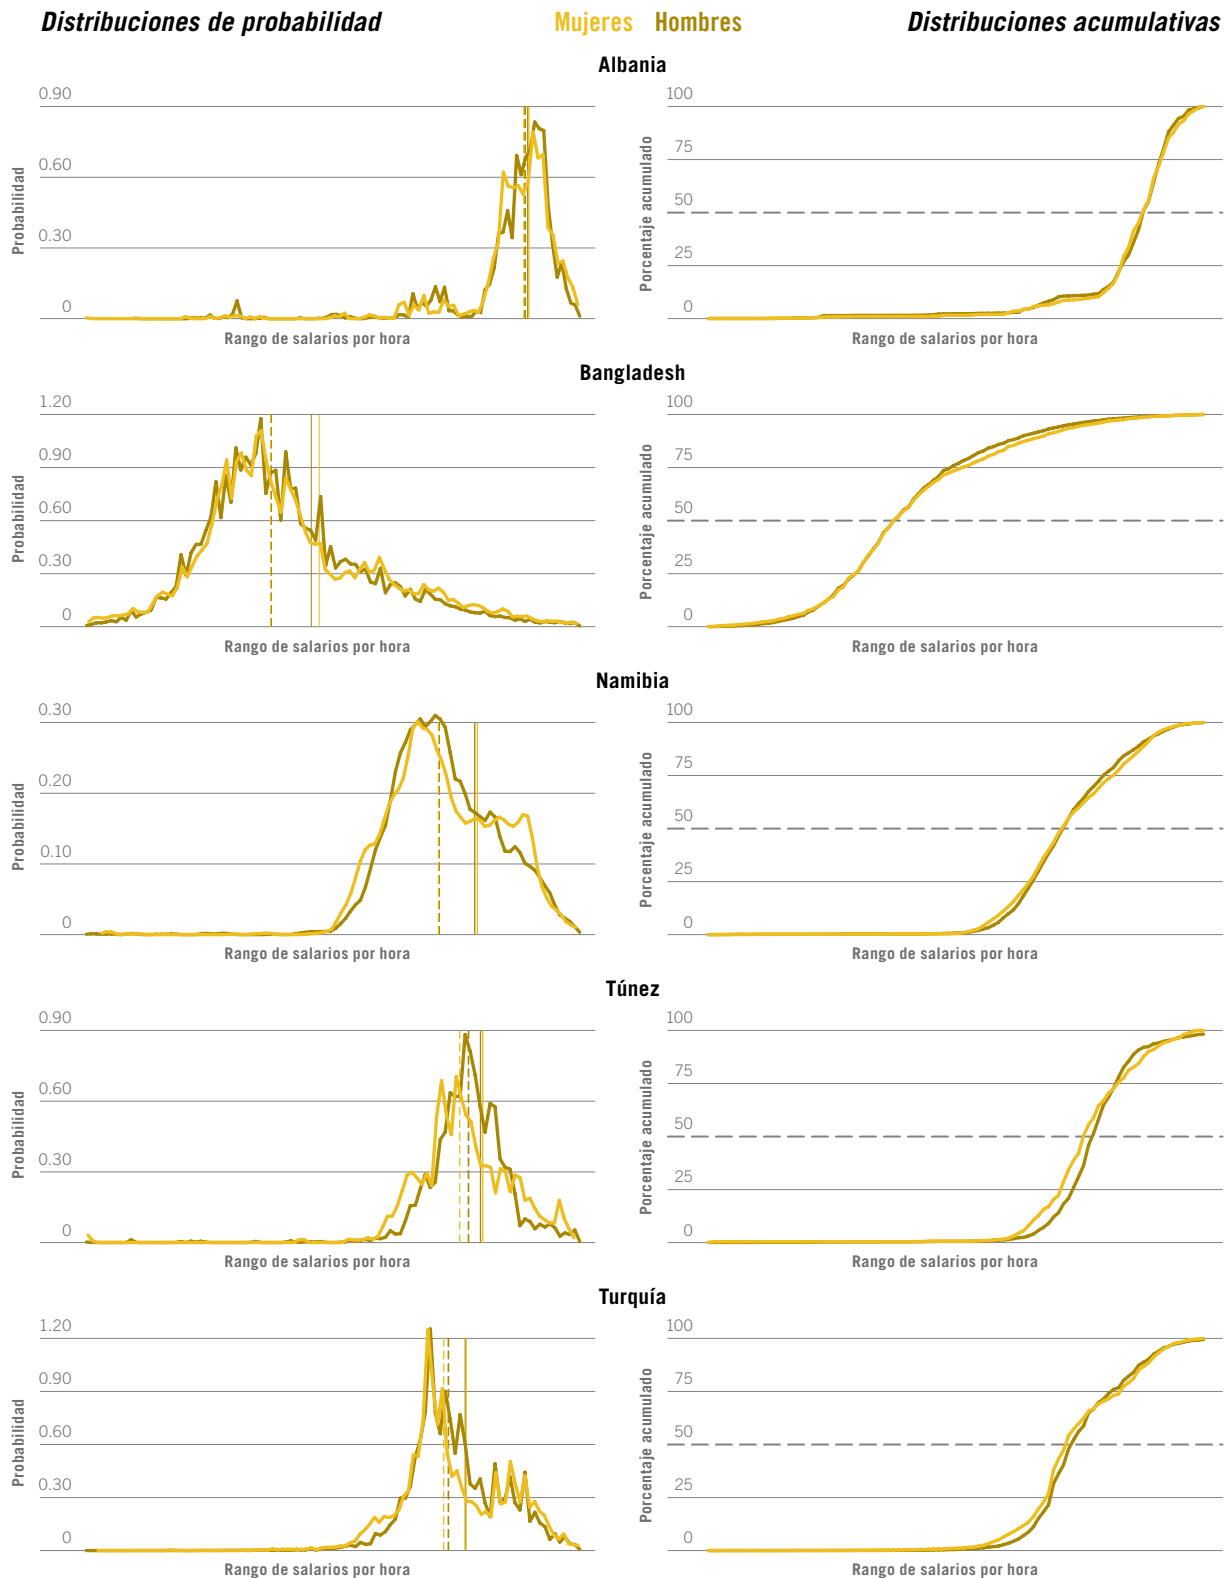 Distribuciones de probabilidad Mujeres Hombres Distribuciones acumulativas
Albania
0.90
0.60
0.30
0
Probabilidad
Rango de salarios por hora
100
75
50
25
0
Porcentaje acumulado
Rango de salarios por hora
Bangladesh
1.20
0.90
0.60
0.30
0
Probabilidad
Rango de salarios por hora
100
75
50
25
0
Porcentaje acumulado
Rango de salarios por hora
Namibia
0.30
0.20
0.10
0
Probabilidad
Rango de salarios por hora
100
75
50
25
0
Porcentaje acumulado
Rango de salarios por hora
Túnez
0.90
0.60
0.30
0
Probabilidad
Rango de salarios por hora
100
75
50
25
0
Porcentaje acumulado
Rango de salarios por hora
Turquía
1.20
0.90
0.60
0.30
0
Probabilidad
Rango de salarios por hora
100
75
50
25
0
Porcentaje acumulado
Rango de salarios por hora